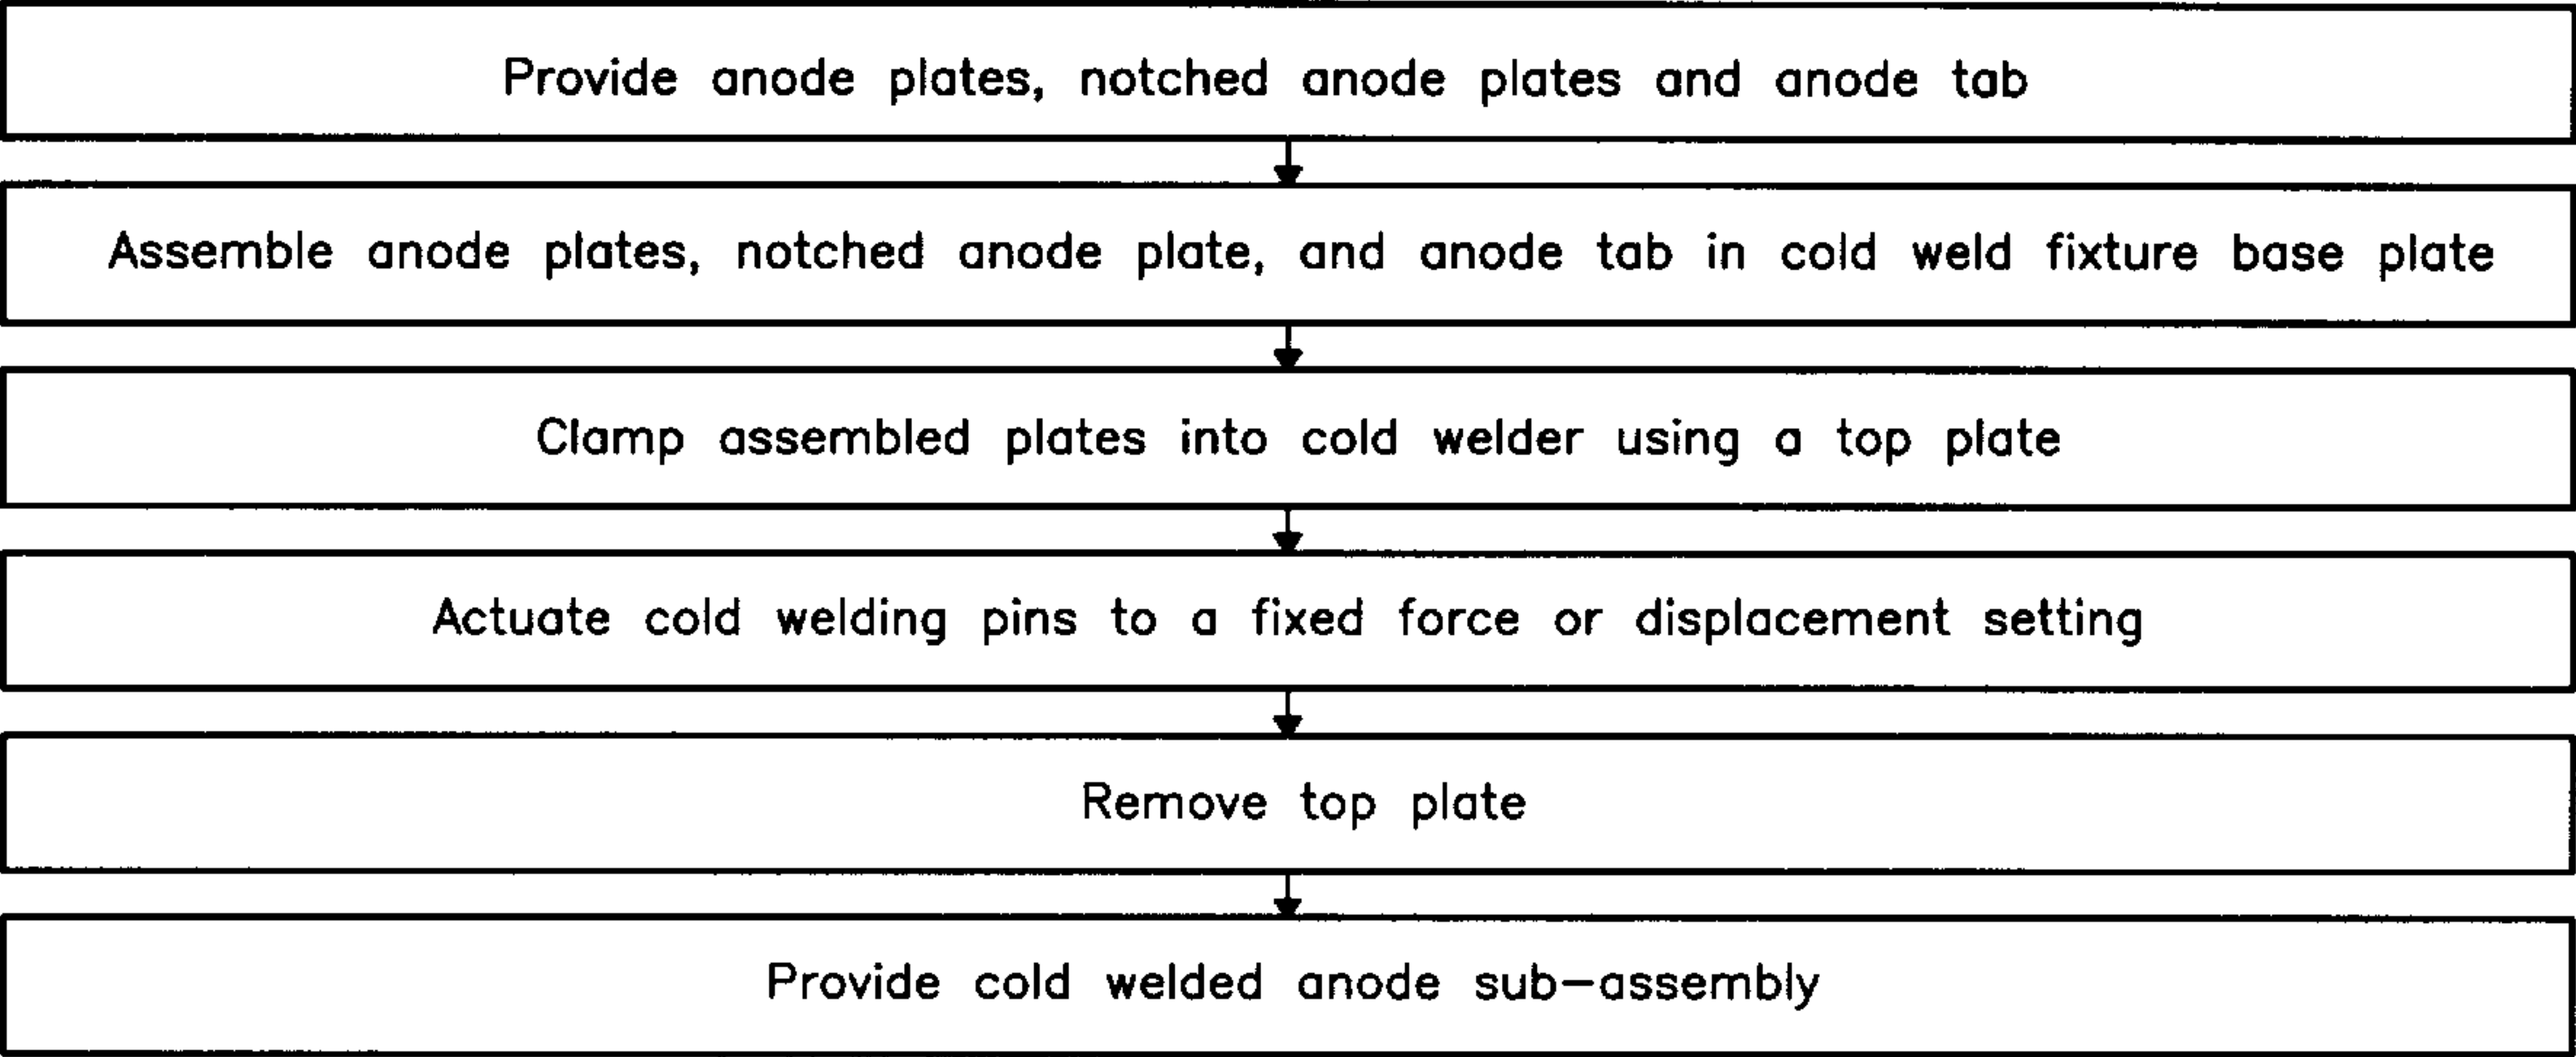 Provide anode plates, notched anode plates and anode tab
Assemble anode plates, notched anode plate, and anode tab in cold weld fixture base plate
Clamp assembled plates into cold welder using a top plate
Actuate cold welding pins to a fixed force or displacement setting
Remove top plate
Provide cold welded anode sub-assembly